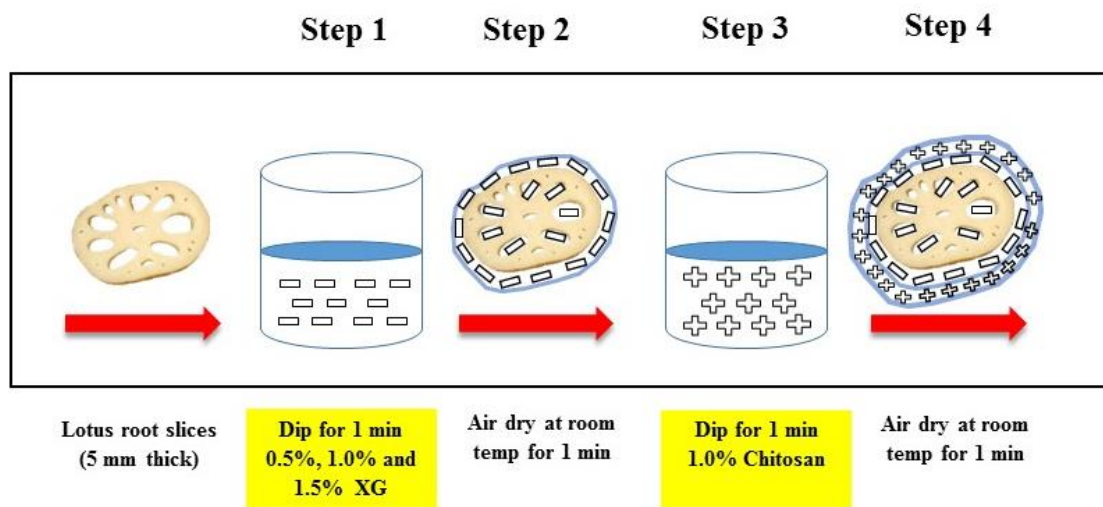 Step 1
Step 2
Step 3
Step 4
Lotus root slices
(5 mm thick)
Dip for 1 min
0.5%, 1.0% and
1.5% XG
Air dry at room
temp for 1 min
Dip for 1 min
1.0% Chitosan
Air dry at room
temp for 1 min